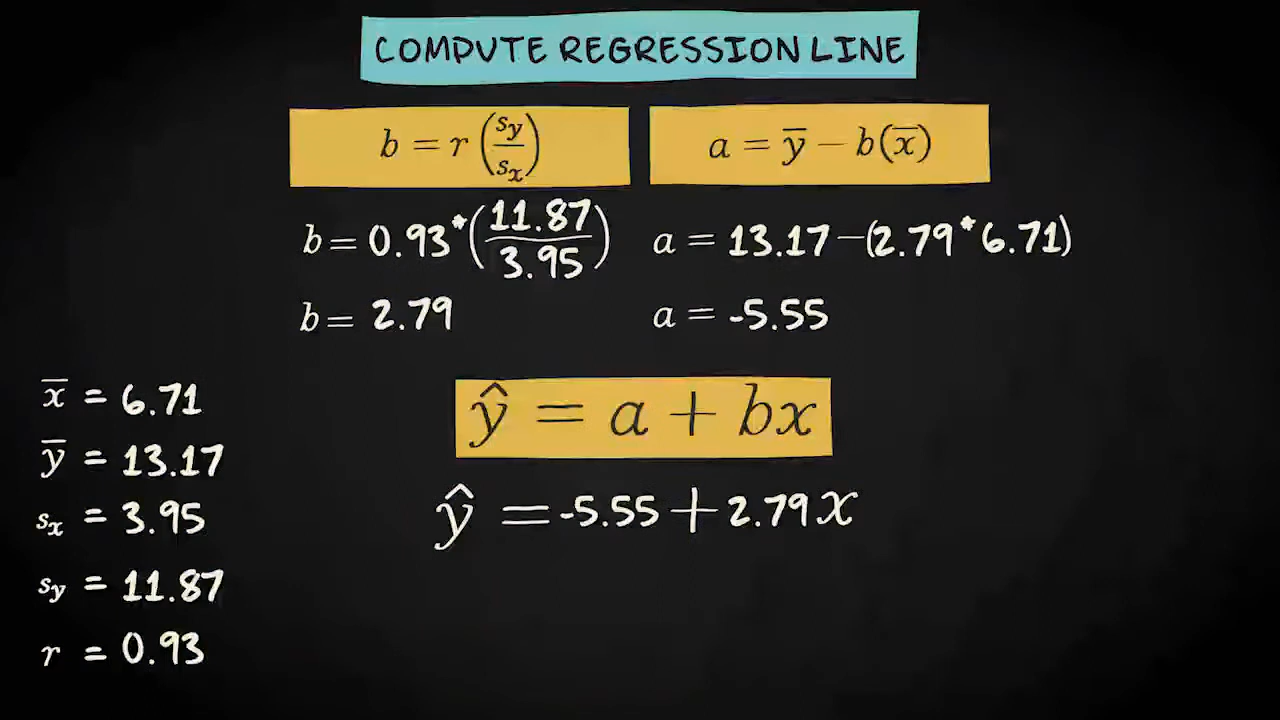 COMPUTE REGRESSION LINE
b = r (sy/sx) a = y̅ − b(x̅)
b = 0.93*(11.87/3.95) a = 13.17−(2.79*6.71)
b = 2.79 a = -5.55
x̅ = 6.71
ŷ = a + bx
y̅ = 13.17
ŷ = -5.55 + 2.79x
sx = 3.95
sy = 11.87
r = 0.93